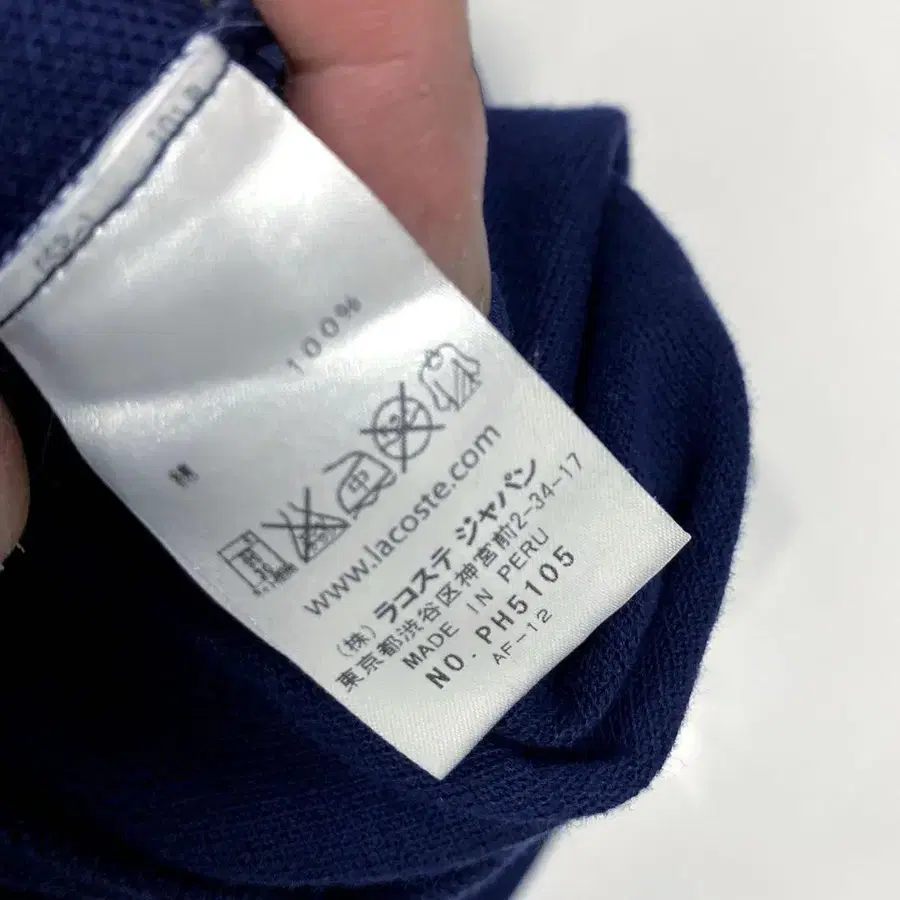 綿 100%
中
www.lacoste.com
(株) ラコステ ジャパン
東京都渋谷区神宮前2-34-17
MADE IN PERU
NO. PH5105
AF-12